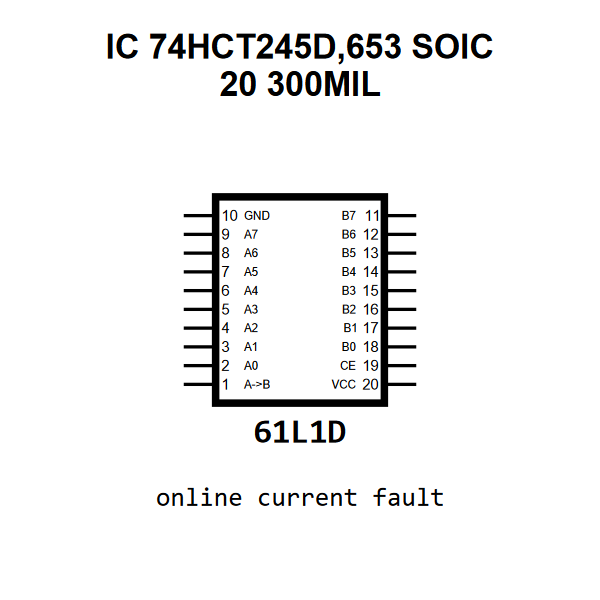 IC 74HCT245D,653 SOIC
20 300MIL
10 GND B7 11
9 A7 B6 12
8 A6 B5 13
7 A5 B4 14
6 A4 B3 15
5 A3 B2 16
4 A2 B1 17
3 A1 B0 18
2 A0 CE 19
1 A->B VCC 20
61L1D
online current fault